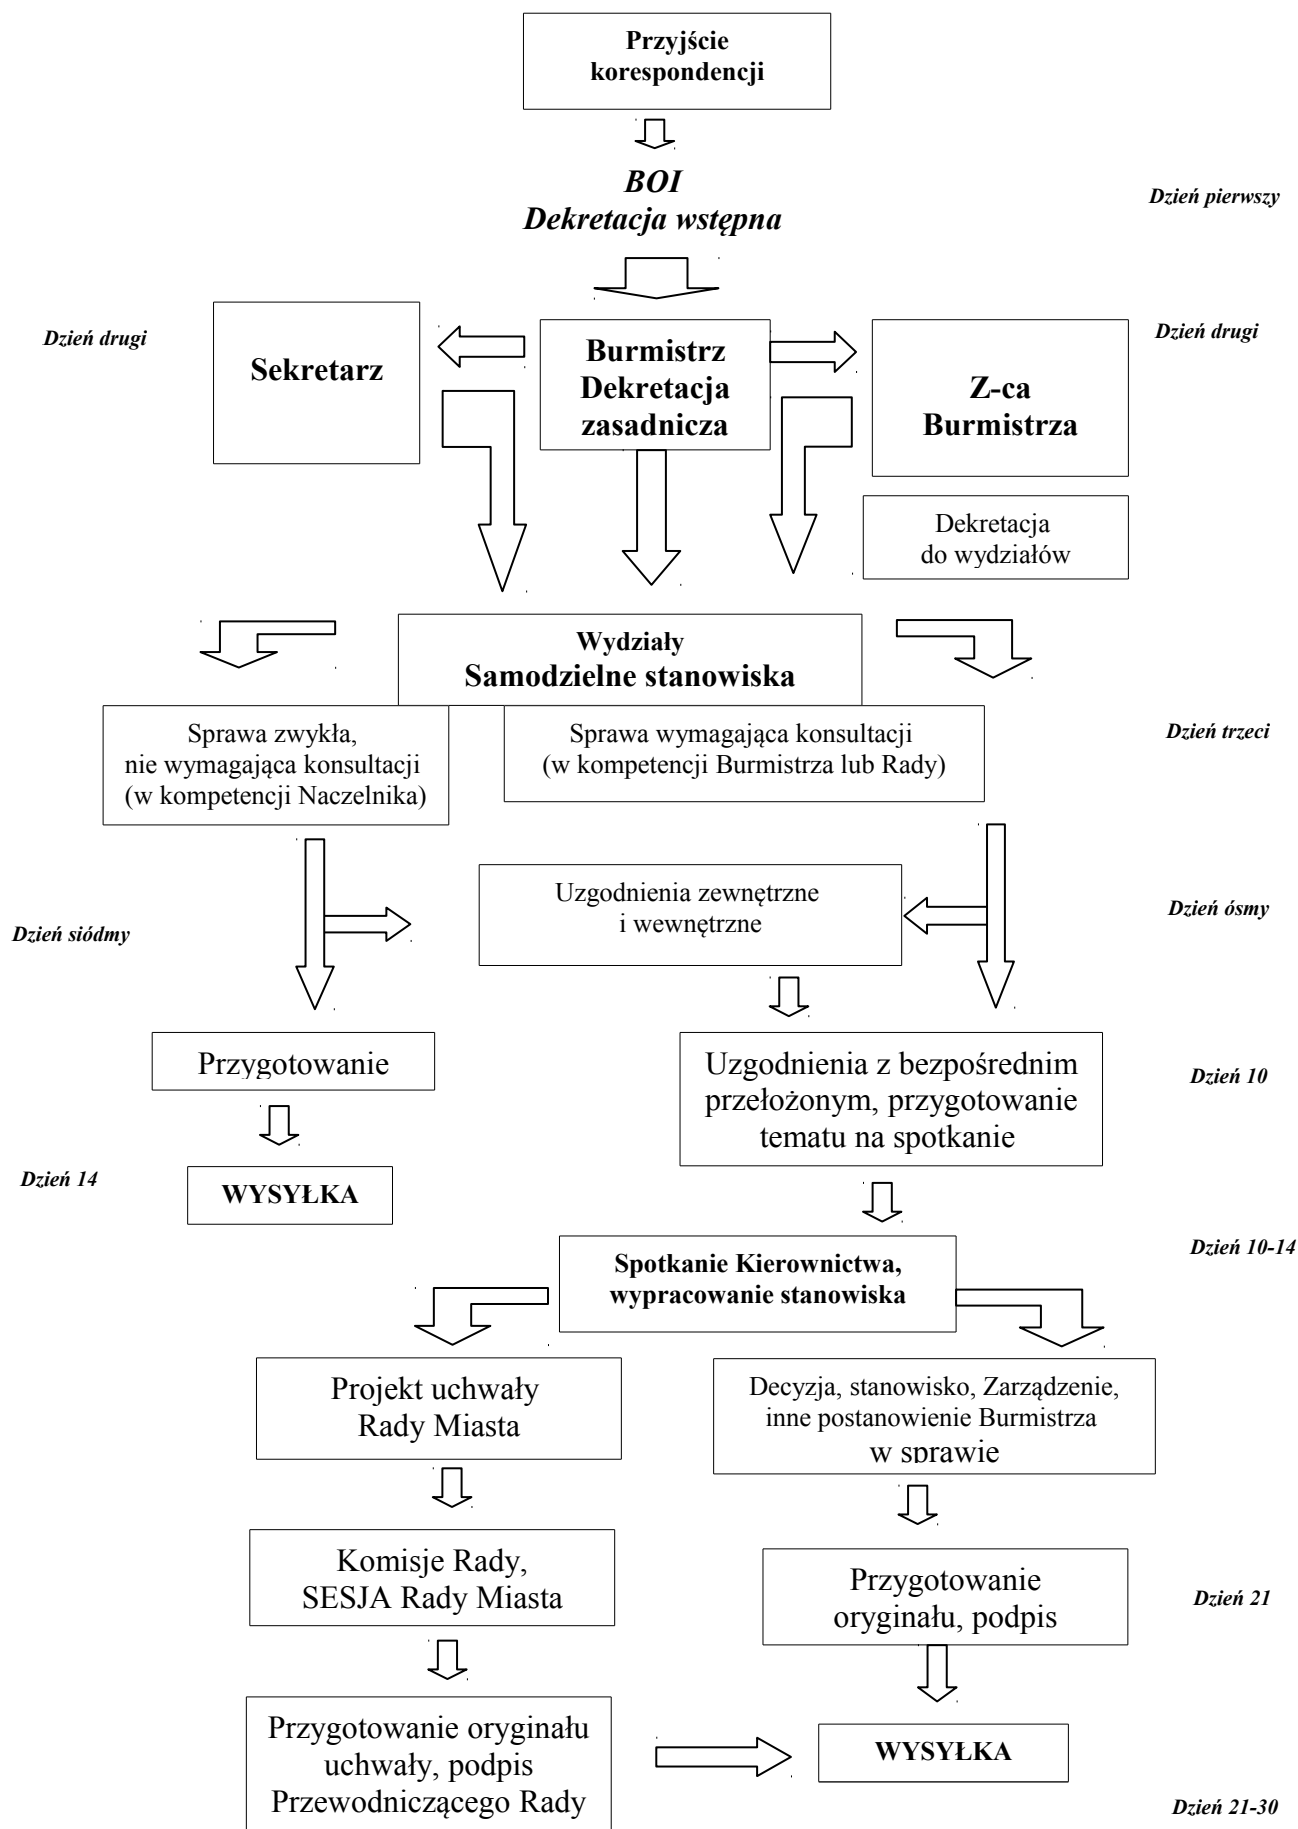 Przyjście
korespondencji
BOI
Dekretacja wstępna
Dzień pierwszy
Dzień drugi
Sekretarz
Burmistrz
Dekretacja
zasadnicza
Z-ca
Burmistrza
Dzień drugi
Dekretacja
do wydziałów
Wydziały
Samodzielne stanowiska
Sprawa zwykła,
nie wymagająca konsultacji
(w kompetencji Naczelnika)
Sprawa wymagająca konsultacji
(w kompetencji Burmistrza lub Rady)
Dzień trzeci
Uzgodnienia zewnętrzne
i wewnętrzne
Dzień ósmy
Dzień siódmy
Przygotowanie
Uzgodnienia z bezpośrednim
przełożonym, przygotowanie
tematu na spotkanie
Dzień 10
Dzień 14
WYSYŁKA
Spotkanie Kierownictwa,
wypracowanie stanowiska
Dzień 10-14
Projekt uchwały
Rady Miasta
Decyzja, stanowisko, Zarządzenie,
inne postanowienie Burmistrza
w sprawie
Komisje Rady,
SESJA Rady Miasta
Przygotowanie
oryginału, podpis
Dzień 21
Przygotowanie oryginału
uchwały, podpis
Przewodniczącego Rady
WYSYŁKA
Dzień 21-30